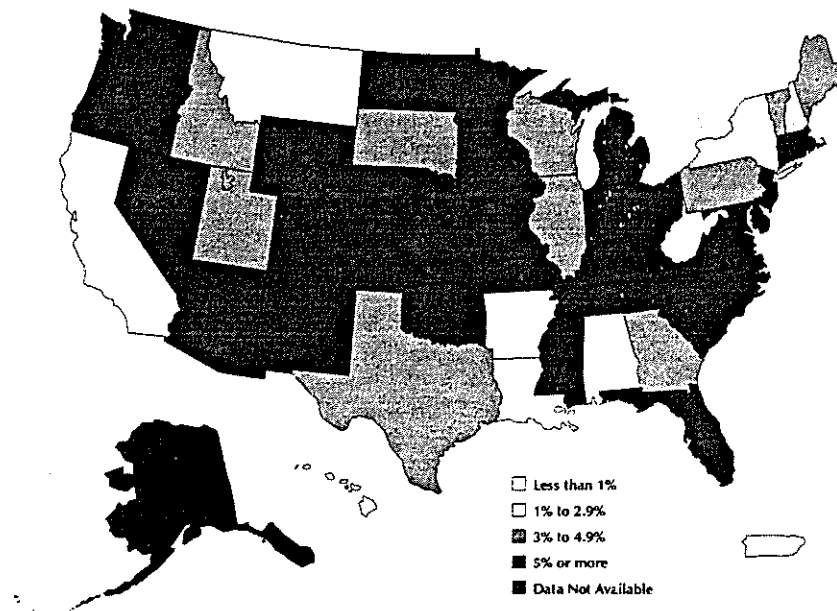 Less than 1%
1% to 2.9%
3% to 4.9%
5% or more
Data Not Available